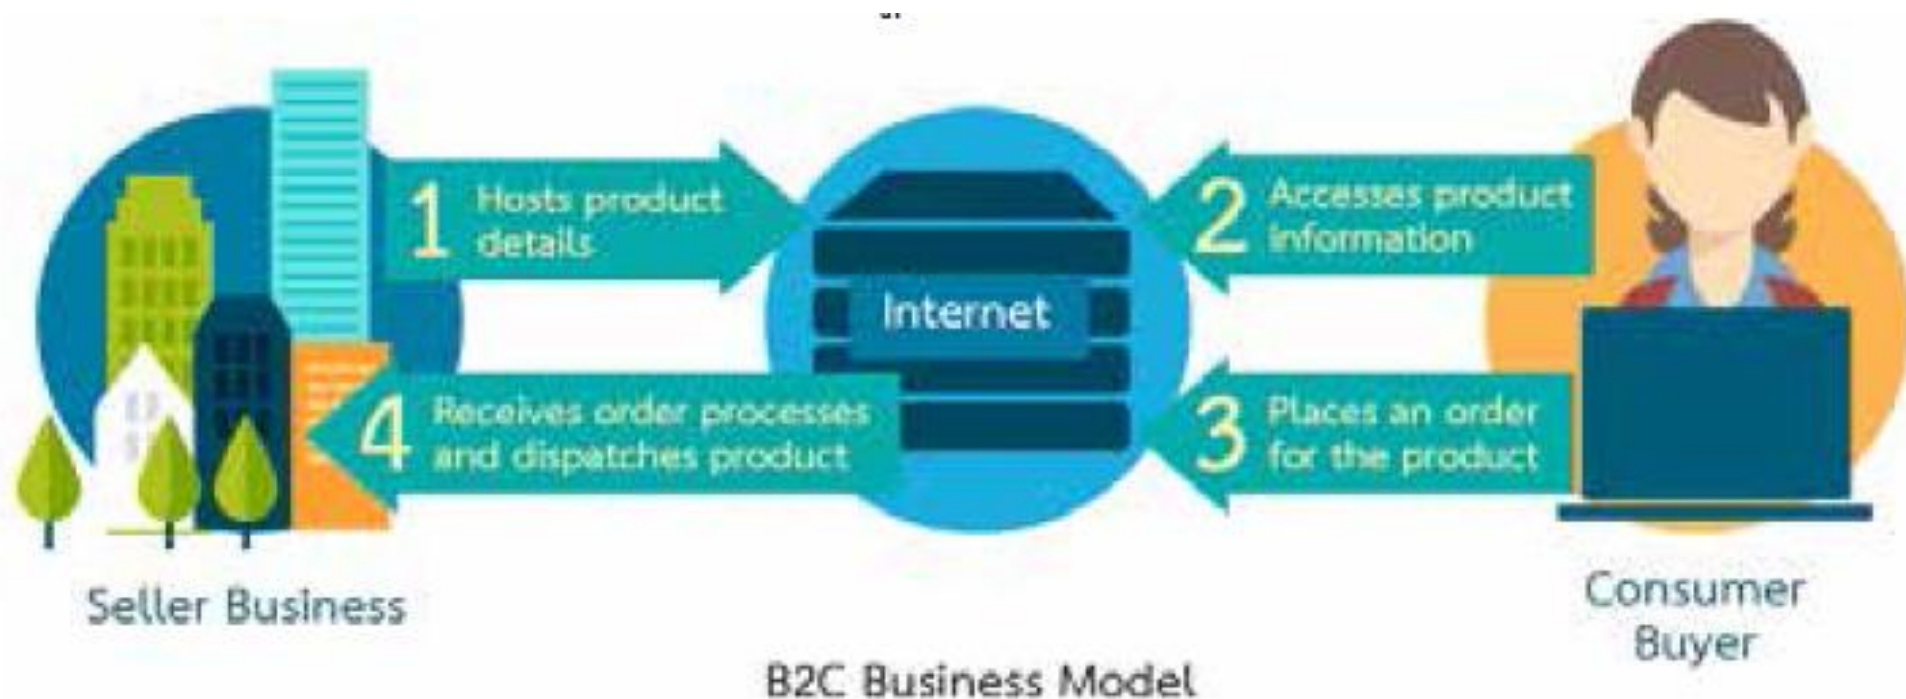 1 Hosts product
details
2 Accesses product
information
Internet
4 Receives order processes
and dispatches product
3 Places an order
for the product
Seller Business
Consumer
Buyer
B2C Business Model